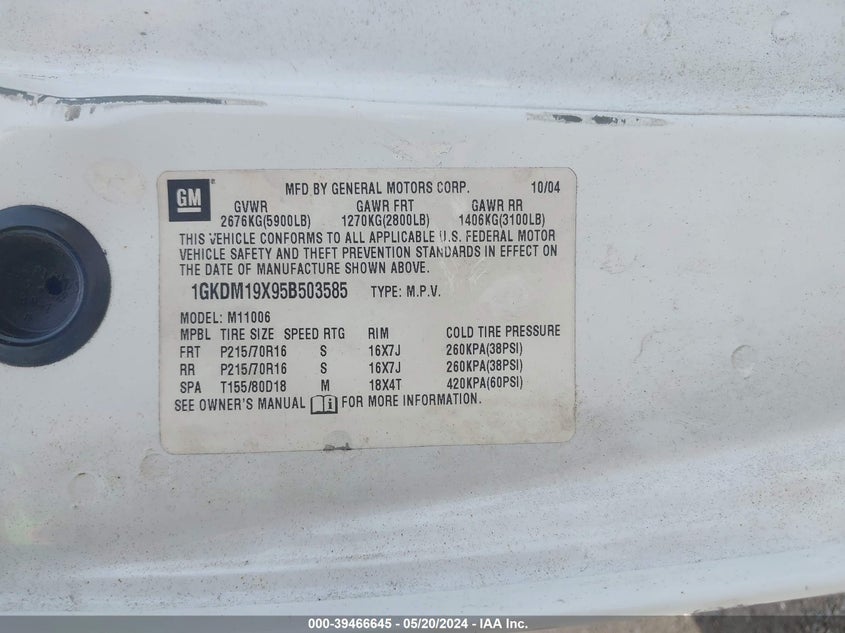 GM MFD BY GENERAL MOTORS CORP. 10/04
GVWR GAWR FRT GAWR RR
2676KG(5900LB) 1270KG(2800LB) 1406KG(3100LB)
THIS VEHICLE CONFORMS TO ALL APPLICABLE U.S. FEDERAL MOTOR
VEHICLE SAFETY AND THEFT PREVENTION STANDARDS IN EFFECT ON
THE DATE OF MANUFACTURE SHOWN ABOVE.
1GKDM19X95B503585 TYPE: M.P.V.
MODEL: M11006
MPBL TIRE SIZE SPEED RTG RIM COLD TIRE PRESSURE
FRT P215/70R16 S 16X7J 260KPA(38PSI)
RR P215/70R16 S 16X7J 260KPA(38PSI)
SPA T155/80D18 M 18X4T 420KPA(60PSI)
SEE OWNER'S MANUAL i FOR MORE INFORMATION.
000-39466645 - 05/20/2024 - IAA Inc.